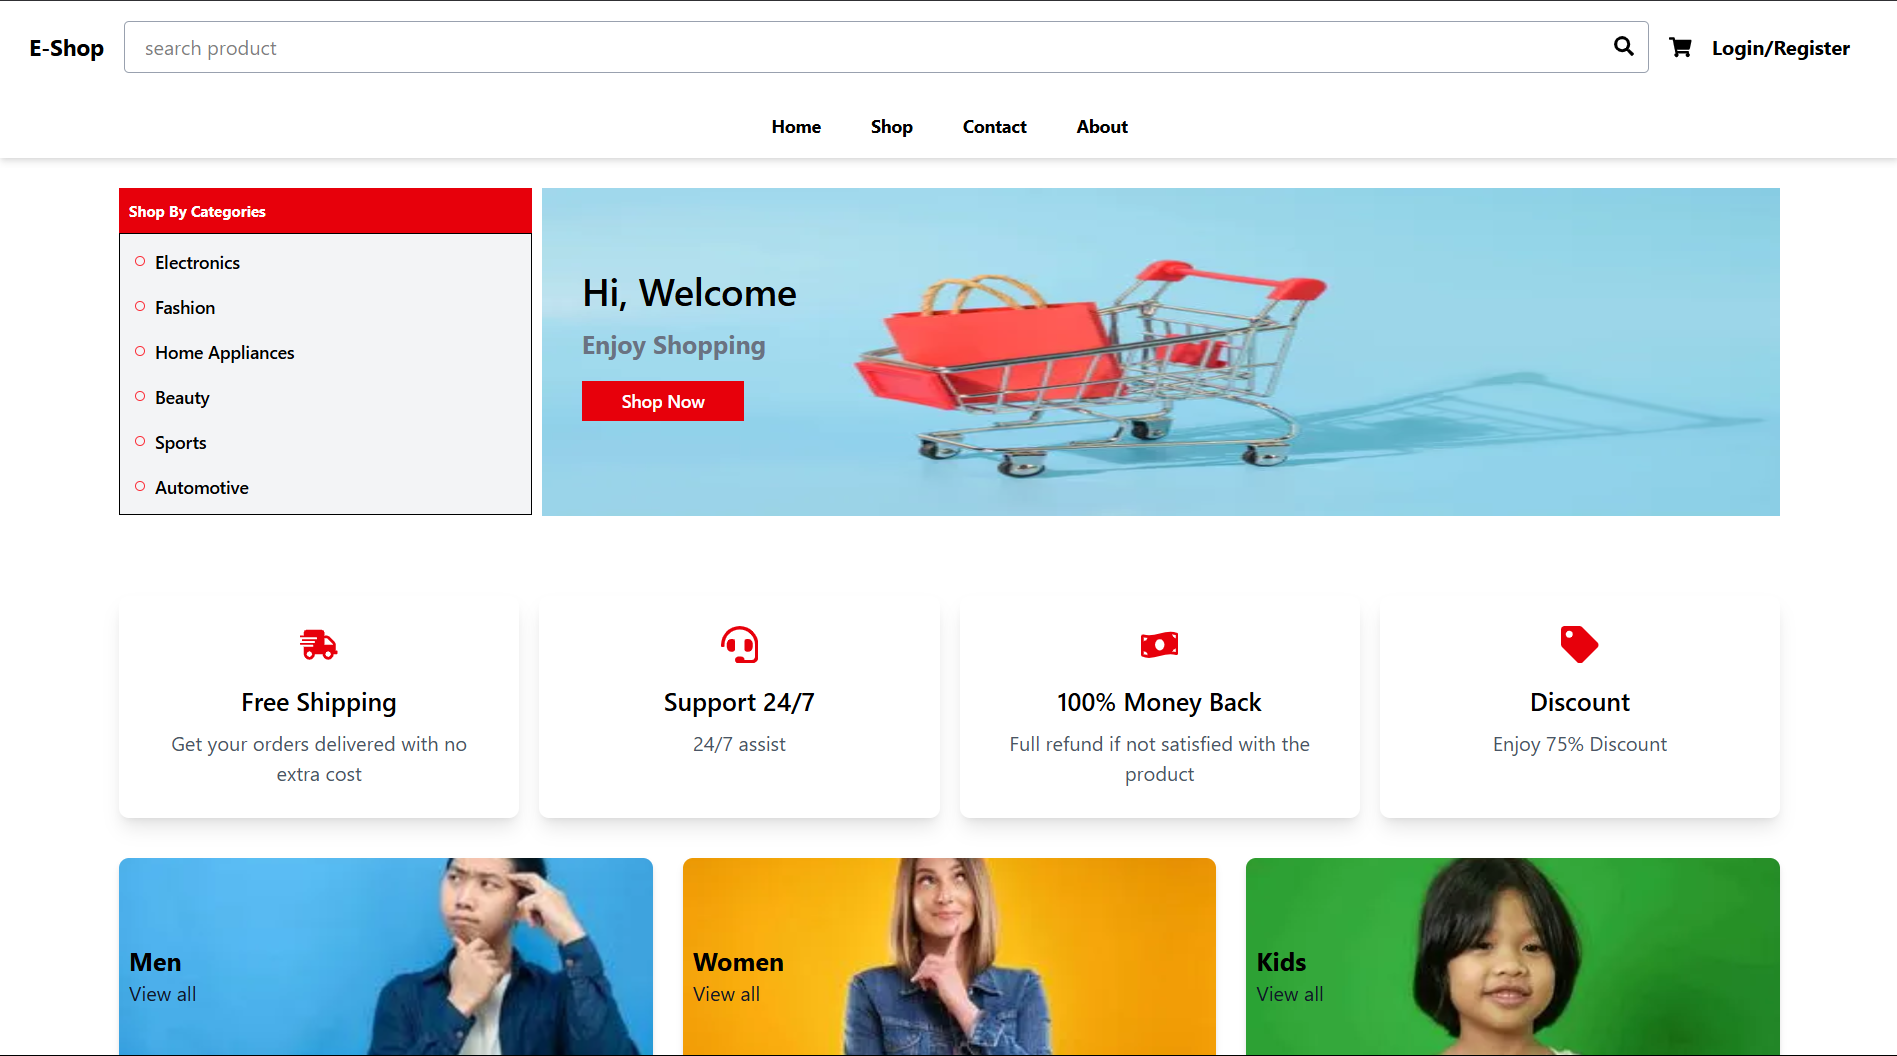 E-Shop
search product
Login/Register
Home
Shop
Contact
About
Shop By Categories
Electronics
Fashion
Home Appliances
Beauty
Sports
Automotive
Hi, Welcome
Enjoy Shopping
Shop Now
Free Shipping
Get your orders delivered with no
extra cost
Support 24/7
24/7 assist
100% Money Back
Full refund if not satisfied with the
product
Discount
Enjoy 75% Discount
Men
View all
Women
View all
Kids
View all